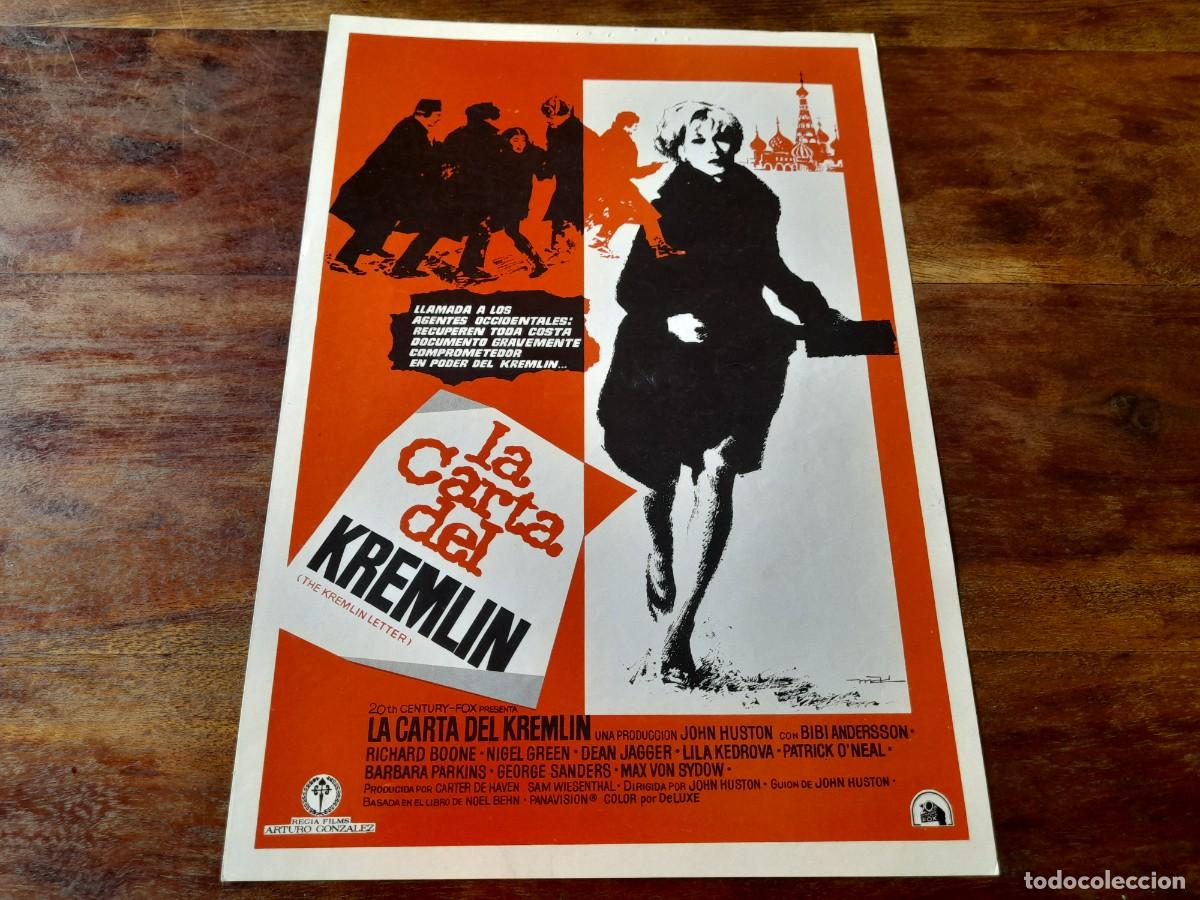 LLAMADA A LOS
AGENTES OCCIDENTALES:
RECUPEREN TODA COSTA
DOCUMENTO GRAVEMENTE
COMPROMETEDOR
EN PODER DEL KREMLIN...
la
Carta
del
KREMLIN
(THE KREMLIN LETTER)
20th CENTURY-FOX PRESENTA
LA CARTA DEL KREMLIN UNA PRODUCCION JOHN HUSTON CON BIBI ANDERSSON·
RICHARD BOONE · NIGEL GREEN · DEAN JAGGER · LILA KEDROVA · PATRICK O'NEAL ·
BARBARA PARKINS · GEORGE SANDERS · MAX VON SYDOW ·
PRODUCIDA POR CARTER DE HAVEN SAM WIESENTHAL · DIRIGIDA POR JOHN HUSTON · GUION DE JOHN HUSTON ·
BASADA EN EL LIBRO DE NOEL BEHN · PANAVISION® COLOR por DeLUXE
REGIA FILMS
ARTURO GONZALEZ
20
FOX
todocoleccion